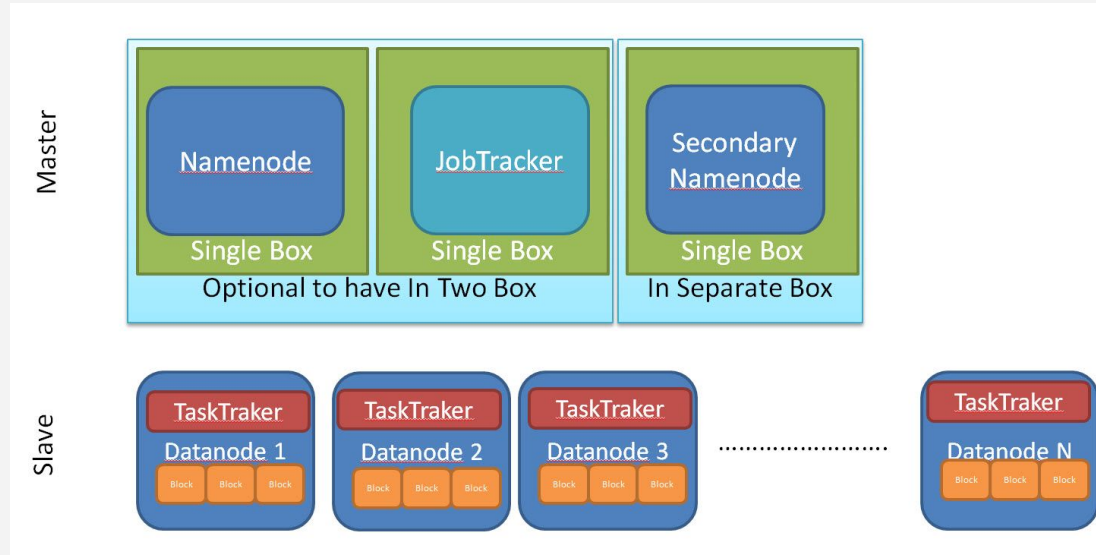 Master
Namenode
JobTracker
Secondary
Namenode
Single Box
Single Box
Single Box
Optional to have In Two Box
In Separate Box
Slave
TaskTraker
TaskTraker
TaskTraker
TaskTraker
Datanode 1
Datanode 2
Datanode 3
...........................
Datanode N
Block
Block
Block
Block
Block
Block
Block
Block
Block
Block
Block
Block